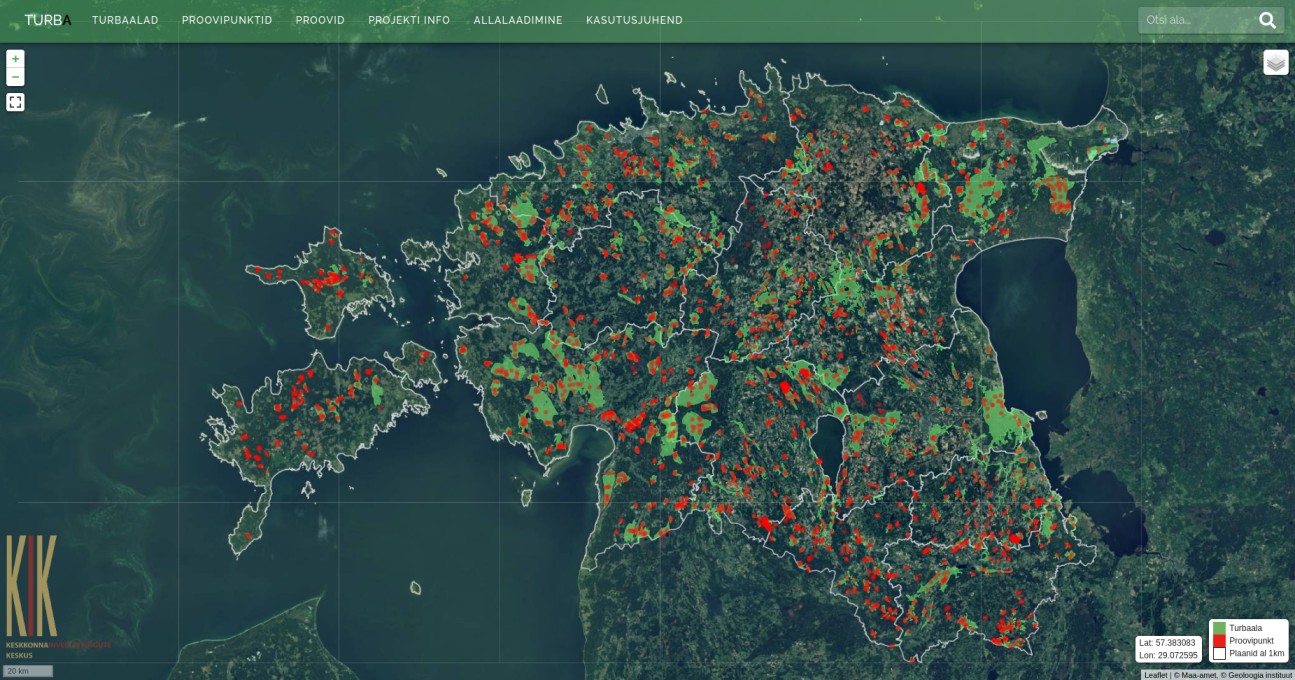 TURBA
TURBAALAD
PROOVIPUNKTID
PROOVID
PROJEKTI INFO
ALLALAADIMINE
KASUTUSJUHEND
Otsi ala...
+
−
KIK
KESKKONNAINVESTEERINGUTE
KESKUS
20 km
Lat: 57.383083
Lon: 29.072595
Turbaala
Proovipunkt
Plaanid al 1km
Leaflet | © Maa-amet, © Geoloogia instituut